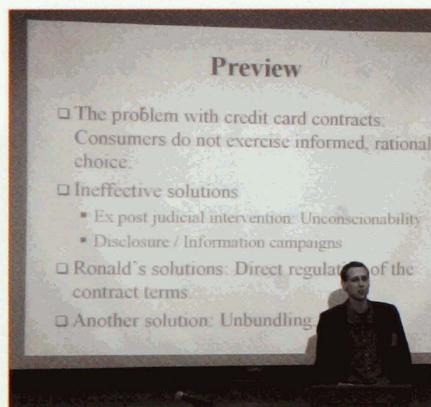 Preview
❑ The problem with credit card contracts:
Consumers do not exercise informed, rational
choice.
❑ Ineffective solutions
▪ Ex post judicial intervention: Unconscionability
▪ Disclosure / Information campaigns
❑ Ronald's solutions: Direct regulation of the
contract terms
❑ Another solution: Unbundling.